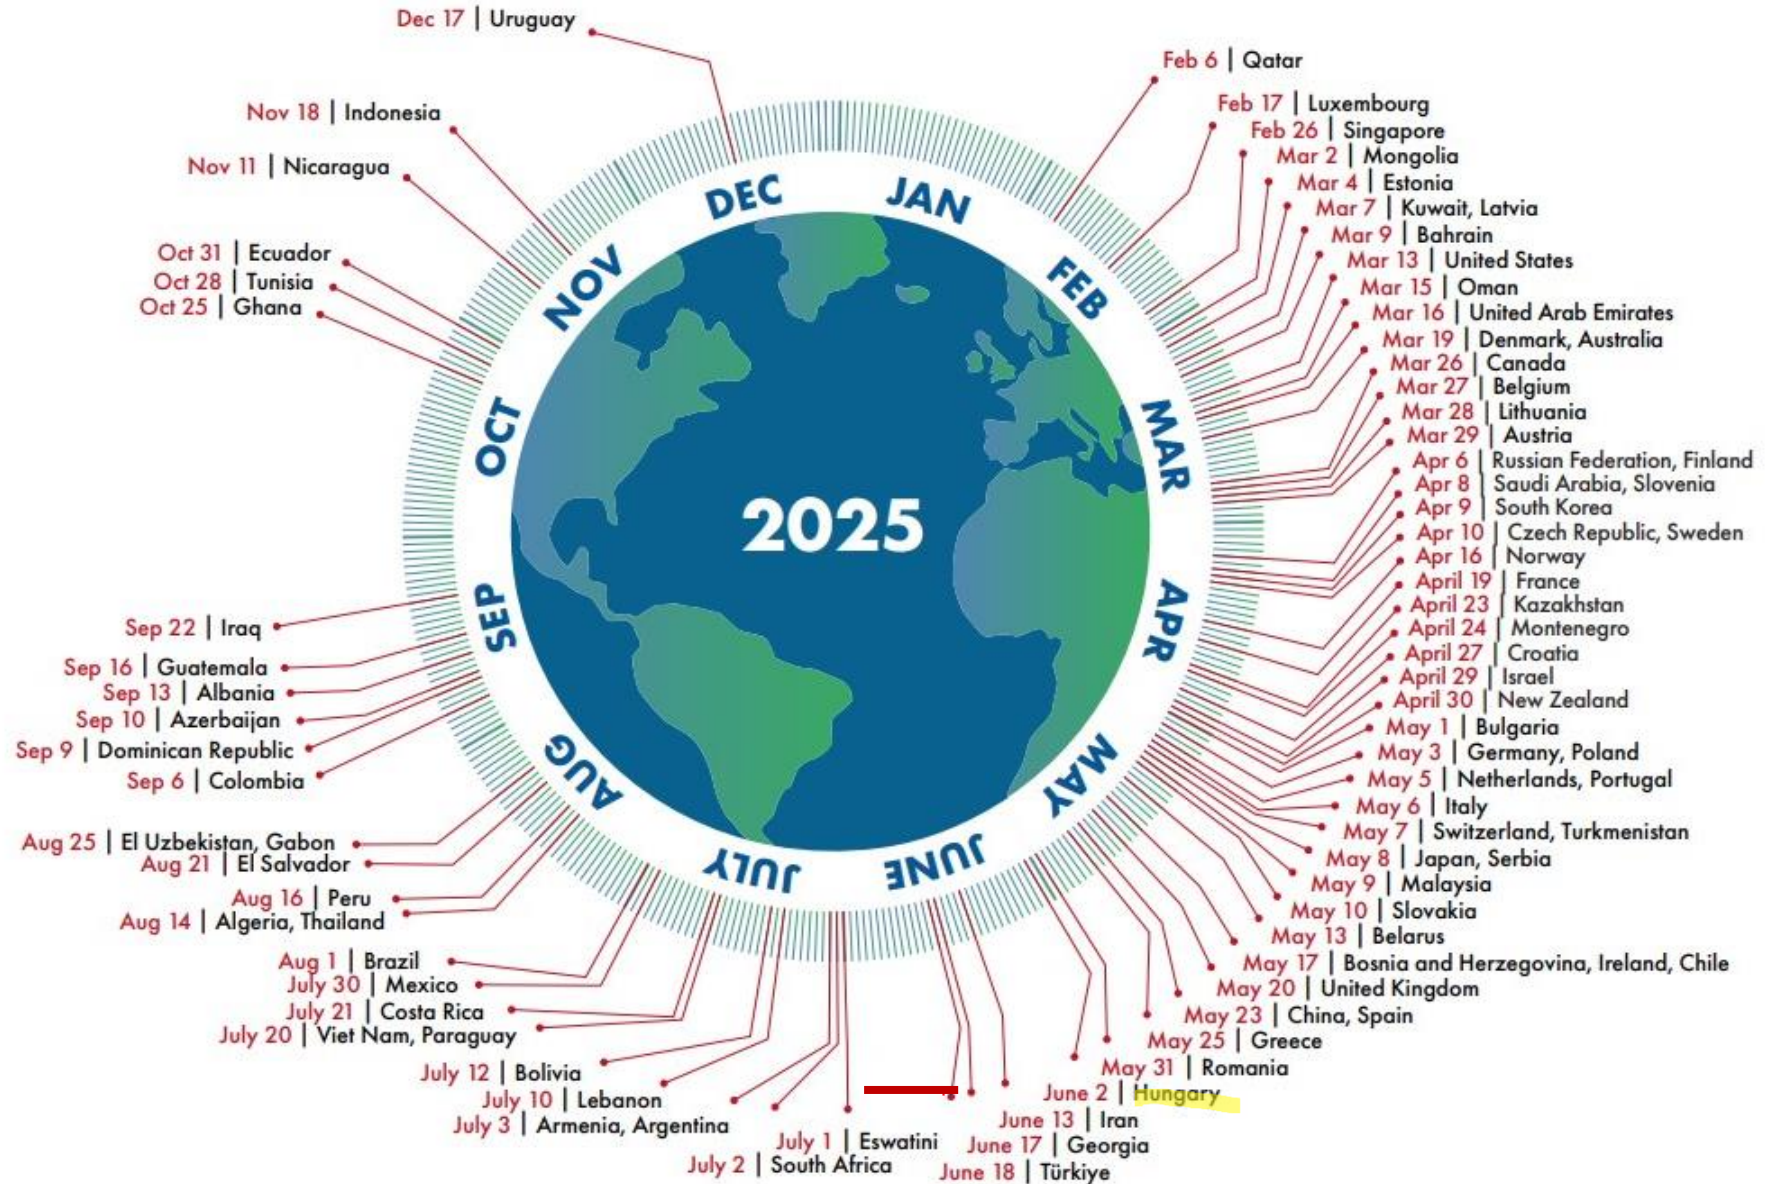 Dec 17 | Uruguay
Feb 6 | Qatar
Feb 17 | Luxembourg
Feb 26 | Singapore
Mar 2 | Mongolia
Mar 4 | Estonia
Mar 7 | Kuwait, Latvia
Mar 9 | Bahrain
Mar 13 | United States
Mar 15 | Oman
Mar 16 | United Arab Emirates
Mar 19 | Denmark, Australia
Mar 26 | Canada
Mar 27 | Belgium
Mar 28 | Lithuania
Mar 29 | Austria
Apr 6 | Russian Federation, Finland
Apr 8 | Saudi Arabia, Slovenia
Apr 9 | South Korea
Apr 10 | Czech Republic, Sweden
Apr 16 | Norway
April 19 | France
April 23 | Kazakhstan
April 24 | Montenegro
April 27 | Croatia
April 29 | Israel
April 30 | New Zealand
May 1 | Bulgaria
May 3 | Germany, Poland
May 5 | Netherlands, Portugal
May 6 | Italy
May 7 | Switzerland, Turkmenistan
May 8 | Japan, Serbia
May 9 | Malaysia
May 10 | Slovakia
May 13 | Belarus
May 17 | Bosnia and Herzegovina, Ireland, Chile
May 20 | United Kingdom
May 23 | China, Spain
May 25 | Greece
May 31 | Romania
June 2 | Hungary
June 13 | Iran
June 17 | Georgia
June 18 | Türkiye
July 1 | Eswatini
July 2 | South Africa
July 3 | Armenia, Argentina
July 10 | Lebanon
July 12 | Bolivia
July 20 | Viet Nam, Paraguay
July 21 | Costa Rica
July 30 | Mexico
Aug 1 | Brazil
Aug 14 | Algeria, Thailand
Aug 16 | Peru
Aug 21 | El Salvador
Aug 25 | El Uzbekistan, Gabon
Sep 6 | Colombia
Sep 9 | Dominican Republic
Sep 10 | Azerbaijan
Sep 13 | Albania
Sep 16 | Guatemala
Sep 22 | Iraq
Oct 25 | Ghana
Oct 28 | Tunisia
Oct 31 | Ecuador
Nov 11 | Nicaragua
Nov 18 | Indonesia
JAN
FEB
MAR
APR
MAY
JUNE
JULY
AUG
SEP
OCT
NOV
DEC
2025